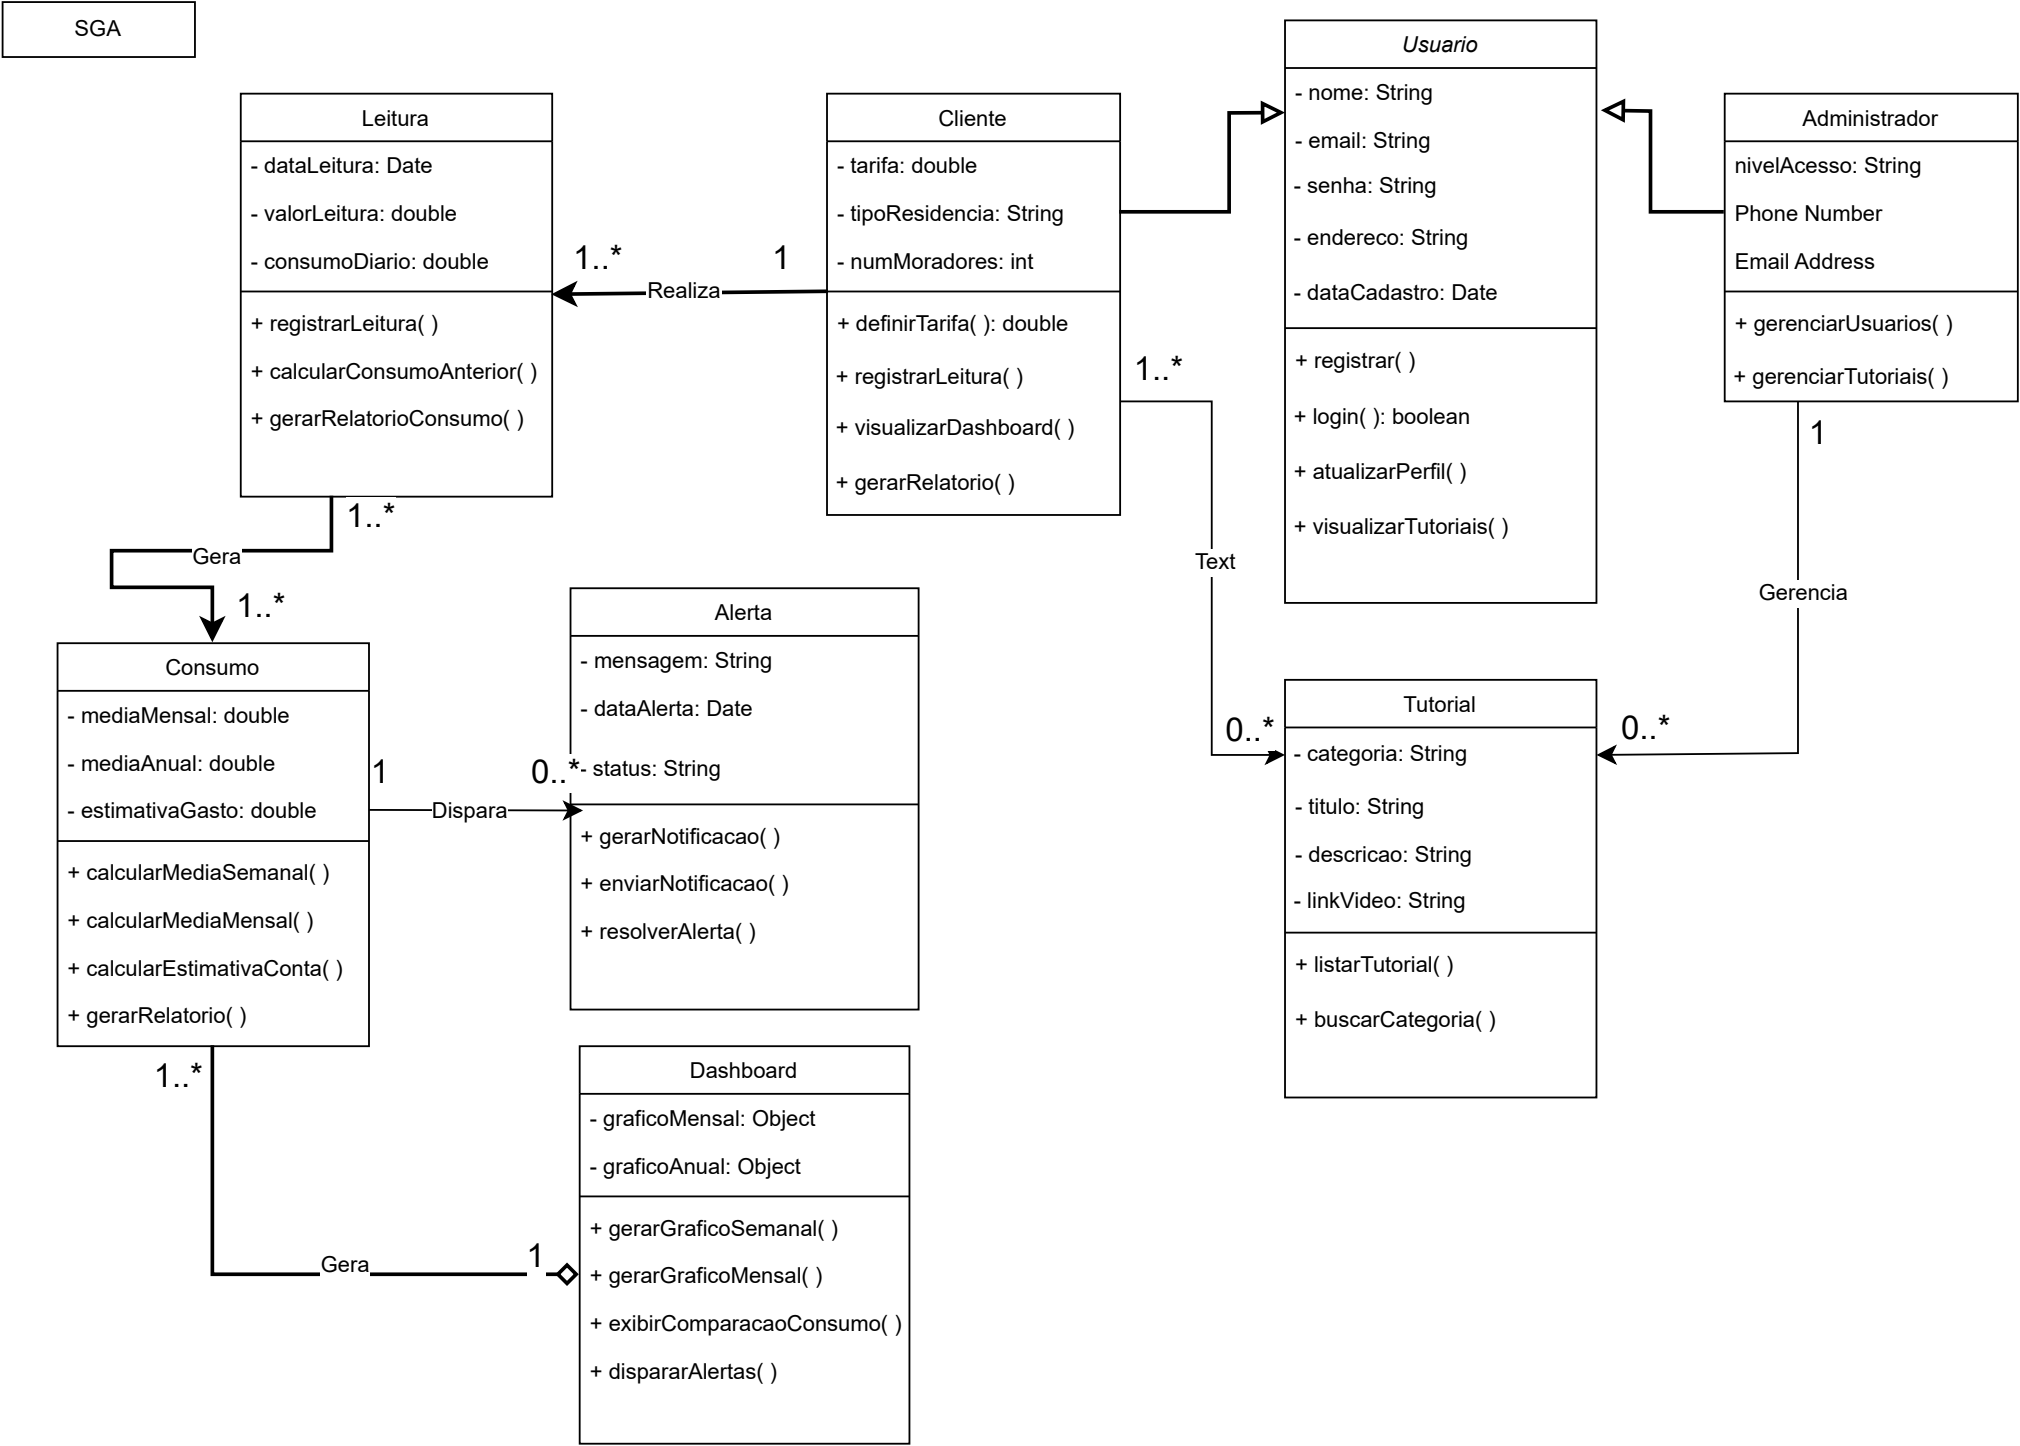 SGA
Leitura
- dataLeitura: Date
- valorLeitura: double
- consumoDiario: double
+ registrarLeitura( )
+ calcularConsumoAnterior( )
+ gerarRelatorioConsumo( )
1..*
Realiza
1
Cliente
- tarifa: double
- tipoResidencia: String
- numMoradores: int
+ definirTarifa( ): double
+ registrarLeitura( )
+ visualizarDashboard( )
+ gerarRelatorio( )
Usuario
- nome: String
- email: String
- senha: String
- endereco: String
- dataCadastro: Date
+ registrar( )
+ login( ): boolean
+ atualizarPerfil( )
+ visualizarTutoriais( )
Administrador
nivelAcesso: String
Phone Number
Email Address
+ gerenciarUsuarios( )
+ gerenciarTutoriais( )
1..*
Text
0..*
1
Gerencia
0..*
1..*
Gera
1..*
Consumo
- mediaMensal: double
- mediaAnual: double
- estimativaGasto: double
+ calcularMediaSemanal( )
+ calcularMediaMensal( )
+ calcularEstimativaConta( )
+ gerarRelatorio( )
1
Dispara
0..*
Alerta
- mensagem: String
- dataAlerta: Date
- status: String
+ gerarNotificacao( )
+ enviarNotificacao( )
+ resolverAlerta( )
Tutorial
- categoria: String
- titulo: String
- descricao: String
- linkVideo: String
+ listarTutorial( )
+ buscarCategoria( )
1..*
Gera
1
Dashboard
- graficoMensal: Object
- graficoAnual: Object
+ gerarGraficoSemanal( )
+ gerarGraficoMensal( )
+ exibirComparacaoConsumo( )
+ dispararAlertas( )